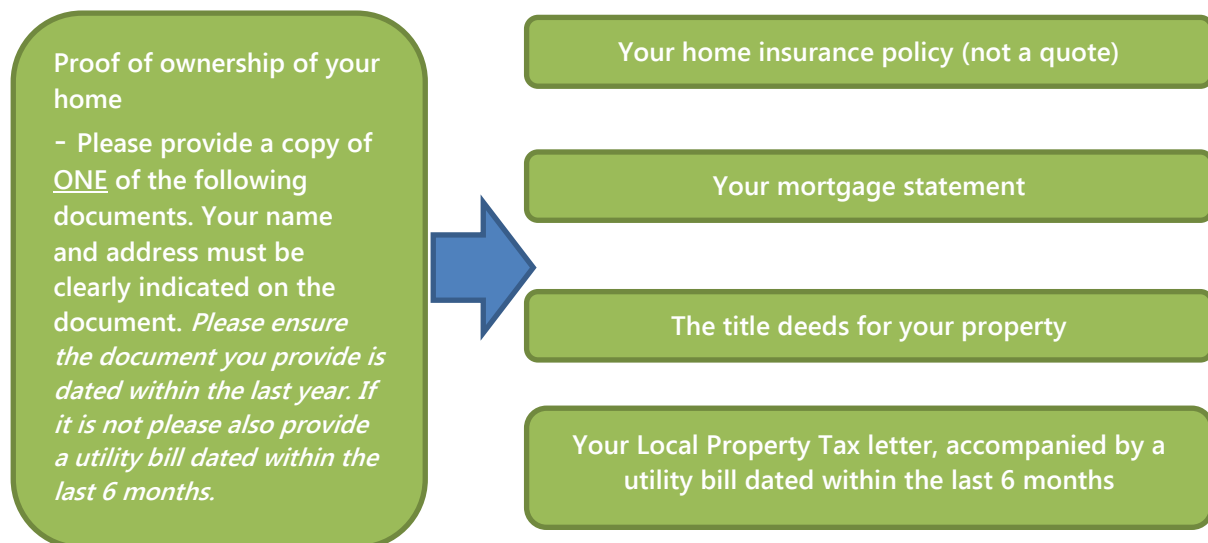 Proof of ownership of your
home
- Please provide a copy of
ONE of the following
documents. Your name
and address must be
clearly indicated on the
document. Please ensure
the document you provide is
dated within the last year. If
it is not please also provide
a utility bill dated within the
last 6 months.
Your home insurance policy (not a quote)
Your mortgage statement
The title deeds for your property
Your Local Property Tax letter, accompanied by a
utility bill dated within the last 6 months